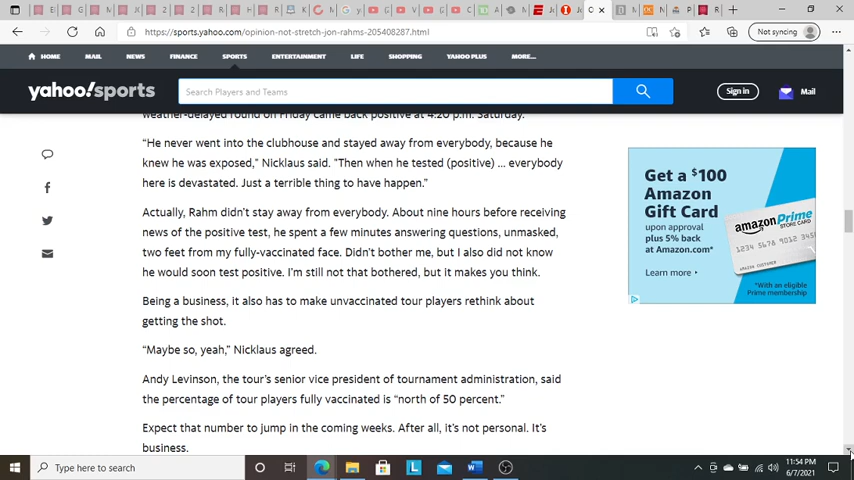 https://sports.yahoo.com/opinion-not-stretch-jon-rahms-205408287.html
Not syncing
HOME MAIL NEWS FINANCE SPORTS ENTERTAINMENT LIFE SHOPPING YAHOO PLUS MORE...
yahoo!sports
Search Players and Teams
Sign in
Mail
weather-delayed round on Friday came back positive at 4:20 p.m. Saturday.
“He never went into the clubhouse and stayed away from everybody, because he
knew he was exposed,” Nicklaus said. “Then when he tested (positive) … everybody
here is devastated. Just a terrible thing to have happen.”
Actually, Rahm didn’t stay away from everybody. About nine hours before receiving
news of the positive test, he spent a few minutes answering questions, unmasked,
two feet from my fully-vaccinated face. Didn’t bother me, but I also did not know
he would soon test positive. I’m still not that bothered, but it makes you think.
Being a business, it also has to make unvaccinated tour players rethink about
getting the shot.
“Maybe so, yeah,” Nicklaus agreed.
Andy Levinson, the tour’s senior vice president of tournament administration, said
the percentage of tour players fully vaccinated is “north of 50 percent.”
Expect that number to jump in the coming weeks. After all, it’s not personal. It’s
business.
Get a $100
Amazon
Gift Card
upon approval
plus 5% back
at Amazon.com*
Learn more
amazon Prime
*With an eligible
Prime membership
Type here to search
11:54 PM
6/7/2021